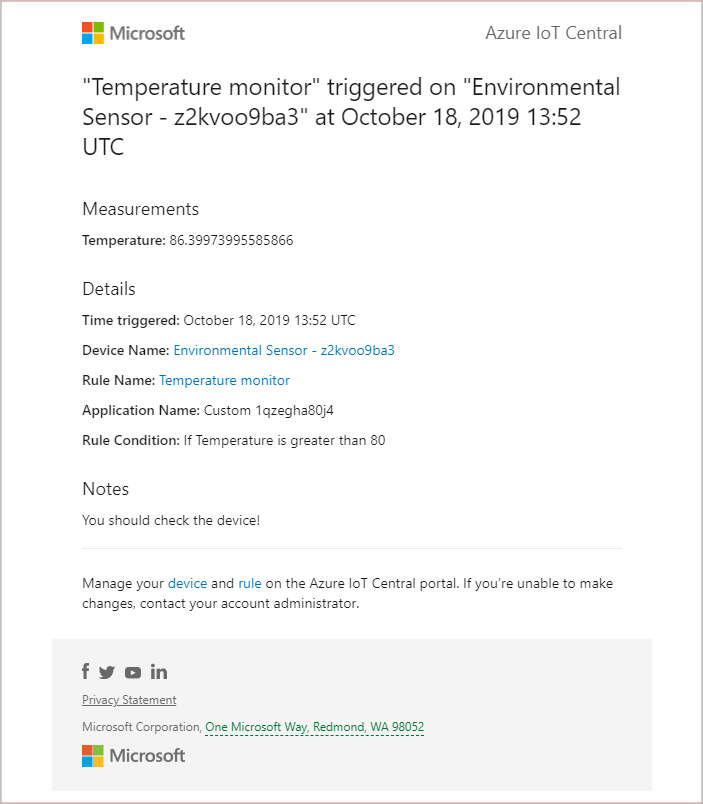 Microsoft
Azure IoT Central
"Temperature monitor" triggered on "Environmental
Sensor - z2kvoo9ba3" at October 18, 2019 13:52
UTC
Measurements
Temperature: 86.39973995585866
Details
Time triggered: October 18, 2019 13:52 UTC
Device Name: Environmental Sensor - z2kvoo9ba3
Rule Name: Temperature monitor
Application Name: Custom 1qzegha80j4
Rule Condition: If Temperature is greater than 80
Notes
You should check the device!
Manage your device and rule on the Azure IoT Central portal. If you're unable to make
changes, contact your account administrator.
Privacy Statement
Microsoft Corporation, One Microsoft Way, Redmond, WA 98052
Microsoft